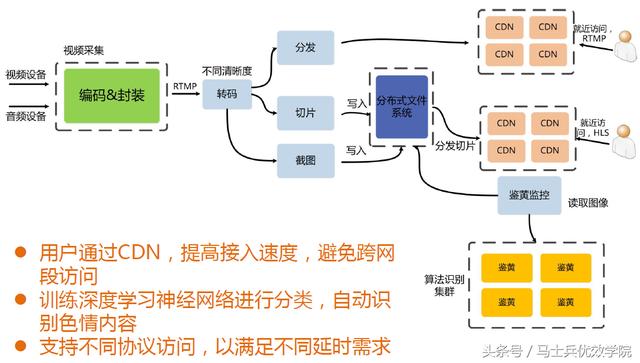 视频采集
视频设备
音频设备
编码&封装
RTMP
不同清晰度
转码
分发
切片
截图
写入
写入
分布式文件
系统
分发切片
CDN
CDN
CDN
CDN
就近访问，
RTMP
CDN
CDN
CDN
CDN
就近访
问，HLS
鉴黄监控
读取图像
算法识别
集群
鉴黄
鉴黄
鉴黄
鉴黄
用户通过CDN，提高接入速度，避免跨网
段访问
训练深度学习神经网络进行分类，自动识
别色情内容
支持不同协议访问，以满足不同延时需求
头条号 / 马士兵优效学院